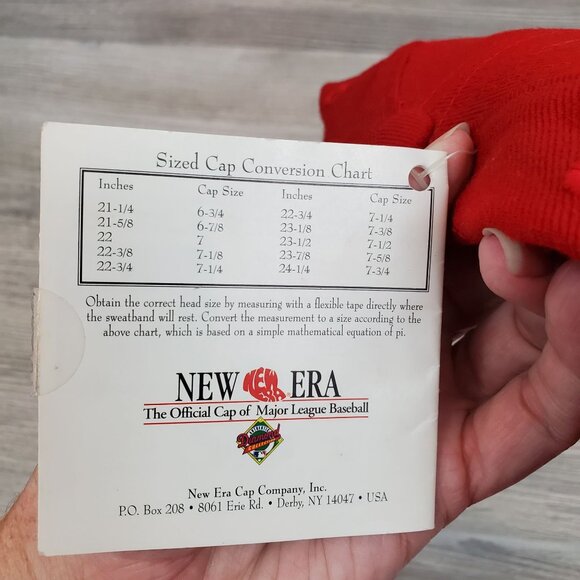 Sized Cap Conversion Chart
Inches Cap Size Inches Cap Size
21-1/4 6-3/4 22-3/4 7-1/4
21-5/8 6-7/8 23-1/8 7-3/8
22 7 23-1/2 7-1/2
22-3/8 7-1/8 23-7/8 7-5/8
22-3/4 7-1/4 24-1/4 7-3/4
Obtain the correct head size by measuring with a flexible tape directly where
the sweatband will rest. Convert the measurement to a size according to the
above chart, which is based on a simple mathematical equation of pi.
NEW NEW ERA ® ERA
The Official Cap of Major League Baseball
Diamond
New Era Cap Company, Inc.
P.O. Box 208 • 8061 Erie Rd. • Derby, NY 14047 • USA